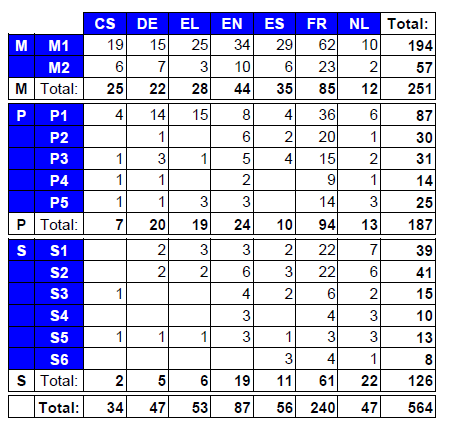 CS DE EL EN ES FR NL Total:
M M1 19 15 25 34 29 62 10 194
M2 6 7 3 10 6 23 2 57
M Total: 25 22 28 44 35 85 12 251
P P1 4 14 15 8 4 36 6 87
P2 1 6 2 20 1 30
P3 1 3 1 5 4 15 2 31
P4 1 1 2 9 1 14
P5 1 1 3 3 14 3 25
P Total: 7 20 19 24 10 94 13 187
S S1 2 3 3 2 22 7 39
S2 2 2 6 3 22 6 41
S3 1 4 2 6 2 15
S4 3 4 3 10
S5 1 1 1 3 1 3 3 13
S6 3 4 1 8
S Total: 2 5 6 19 11 61 22 126
Total: 34 47 53 87 56 240 47 564